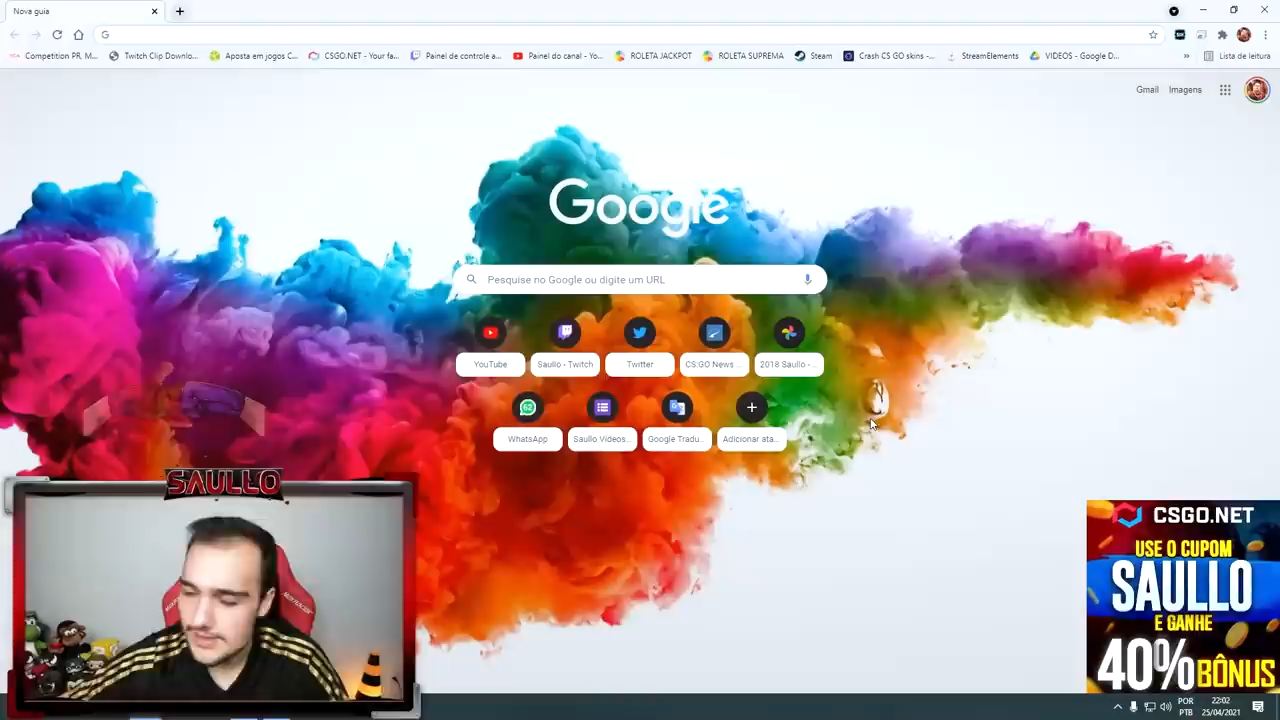 Nova guia
G
Competition PR, M...
Twitch Clip Downlo...
Aposta em jogos C...
CSGO.NET - Your fa...
Painel de controle a...
Painel do canal - Yo...
ROLETA JACKPOT
ROLETA SUPREMA
Steam
Crash CS GO skins -...
StreamElements
VIDEOS - Google D...
»
Lista de leitura
Gmail
Imagens
Google
Pesquise no Google ou digite um URL
YouTube
Saullo - Twitch
Twitter
CS:GO News ...
2018 Saullo - ...
62
WhatsApp
Saullo Videos...
Google Tradu...
Adicionar ata...
SAULLO
CSGO.NET
USE O CUPOM
SAULLO
E GANHE
40% BÔNUS
POR
PTB
22:02
25/04/2021